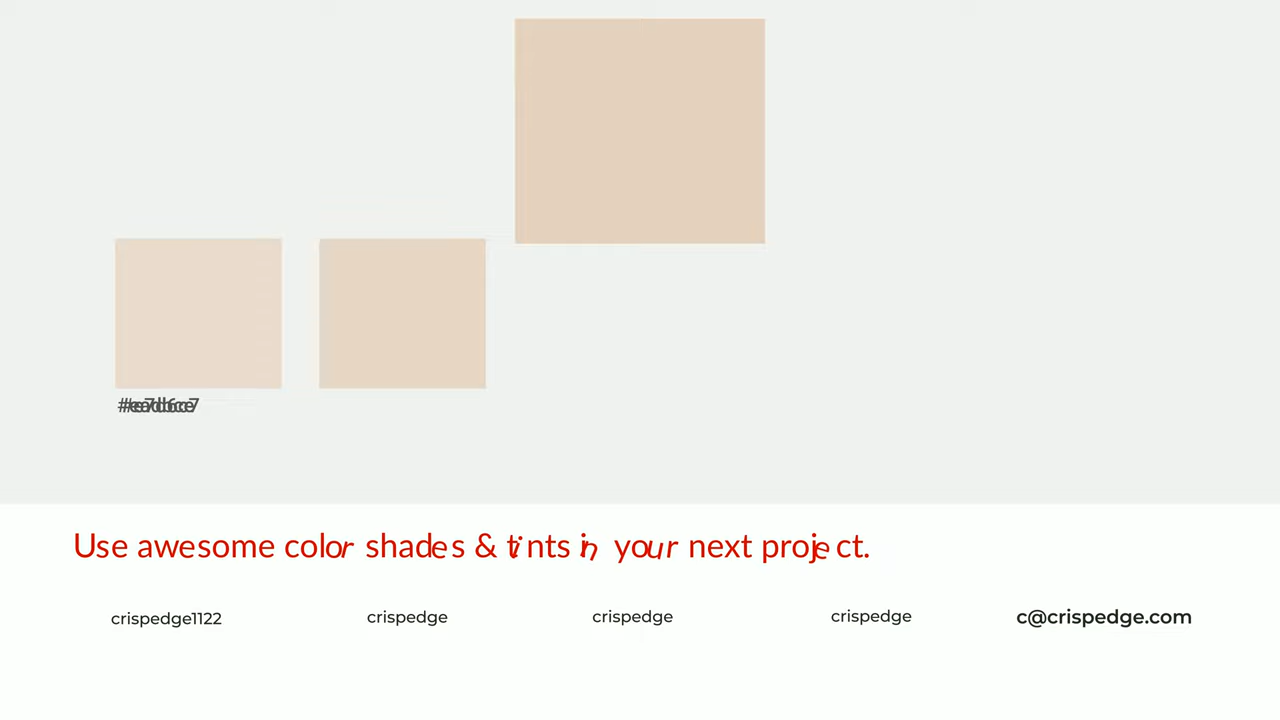 Use awesome color shades & tints in your next project.
crispedge1122 crispedge crispedge crispedge c@crispedge.com